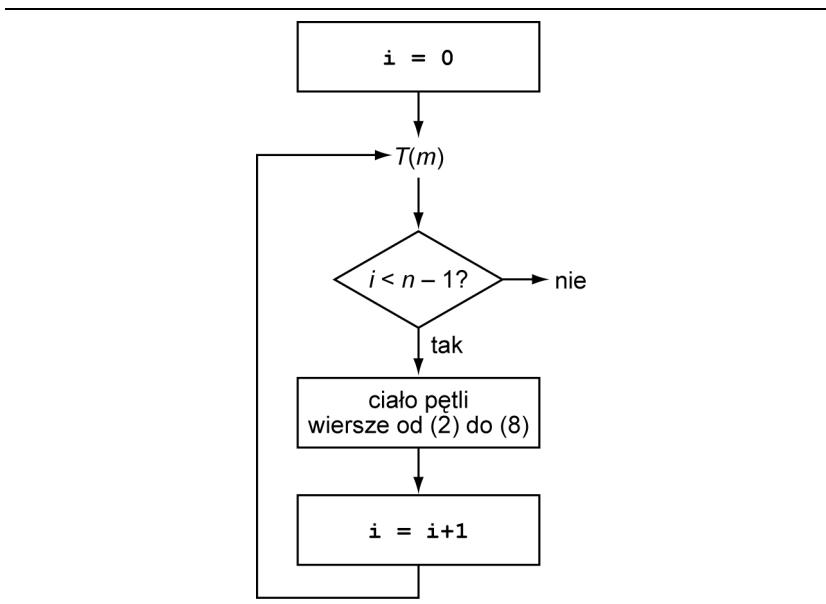 i = 0
T(m)
i < n – 1?
nie
tak
ciało pętli
wiersze od (2) do (8)
i = i+1